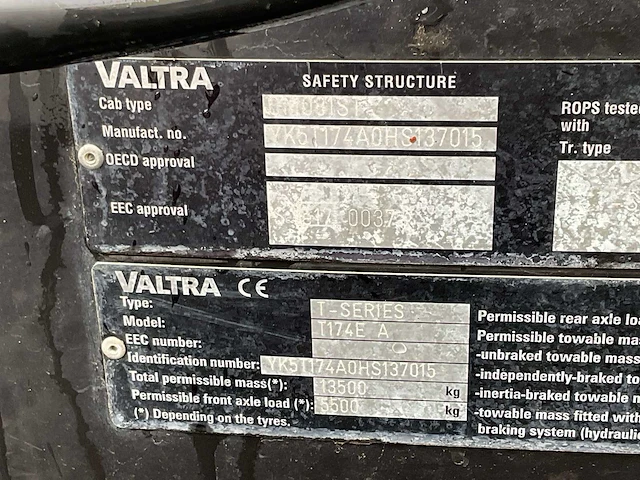 VALTRA SAFETY STRUCTURE
Cab type
Manufact. no. YK5T174A0HS137015
OECD approval
EEC approval 0037
ROPS tested
with
Tr. type
VALTRA CE
Type: T-SERIES
Model: T174E A
EEC number:
Identification number: YK5T174A0HS137015
Total permissible mass(*): 13500 kg
Permissible front axle load (*): 5500 kg
(*) Depending on the tyres.
Permissible rear axle loa
Permissible towable mas
-unbraked towable mass
-independently-braked to
-inertia-braked towable m
-towable mass fitted with
braking system (hydraulic